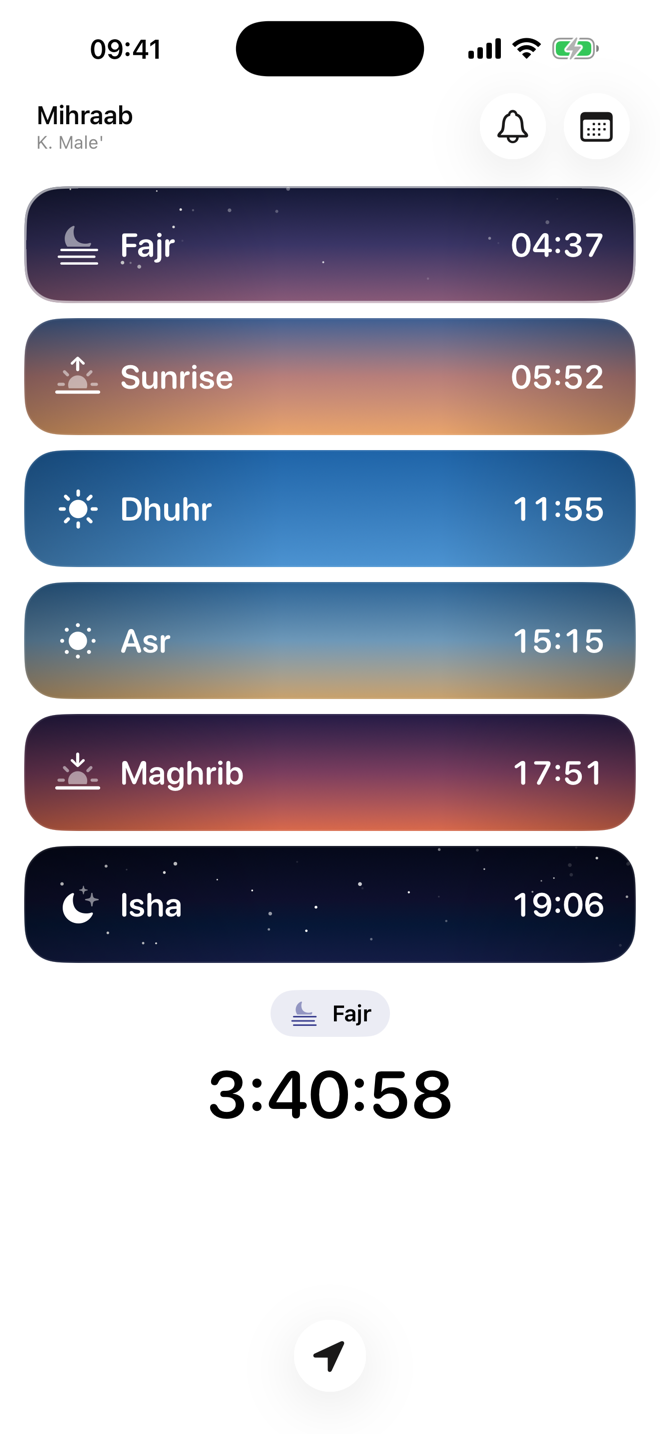 09:41
Mihraab
K. Male'
Fajr 04:37
Sunrise 05:52
Dhuhr 11:55
Asr 15:15
Maghrib 17:51
Isha 19:06
Fajr
3:40:58